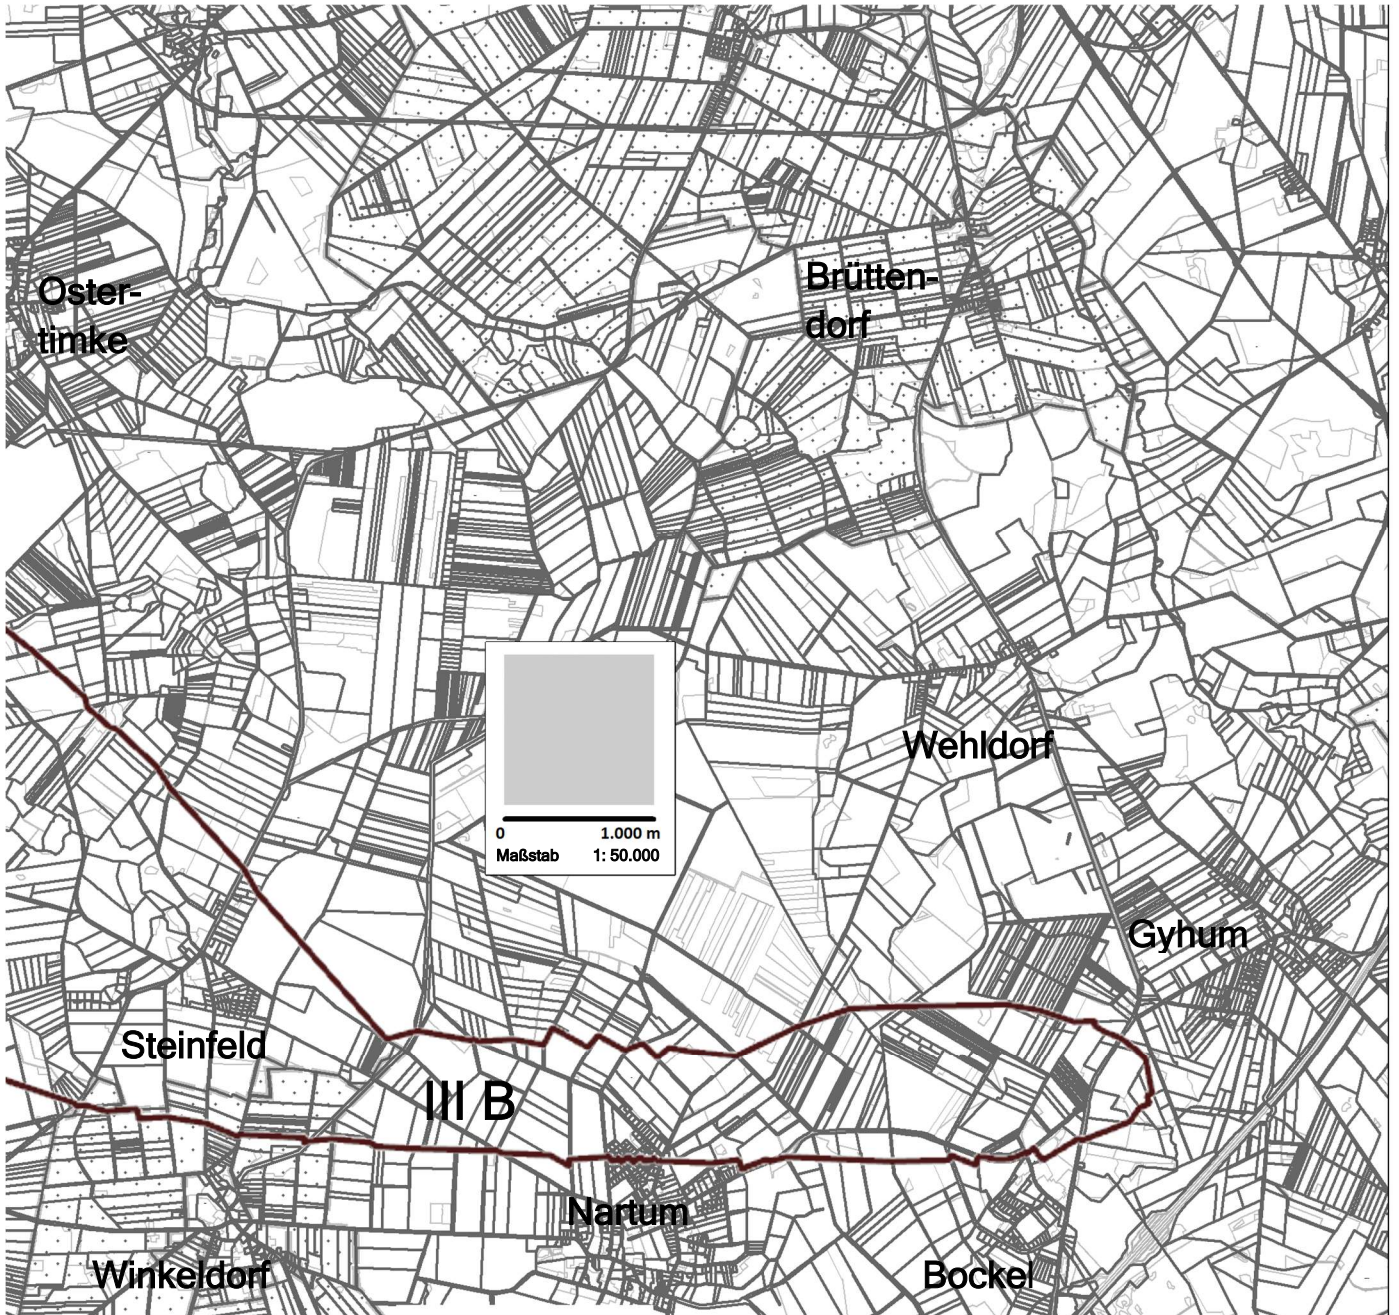 Oster-
timke
Brütten-
dorf
0 1.000 m
Maßstab 1: 50.000
Wehldorf
Gyhum
Steinfeld
III B
Nartum
Winkeldorf
Bockel